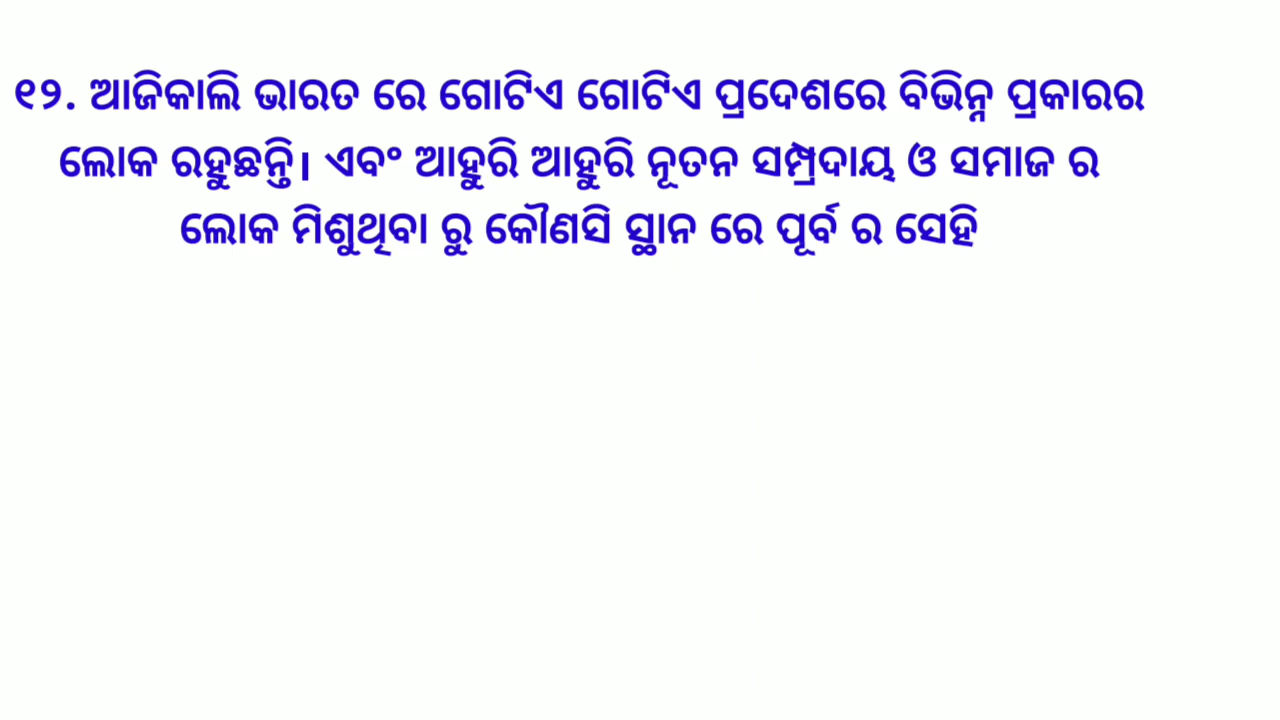 ୧୨. ଆଜିକାଲି ଭାରତ ରେ ଗୋଟିଏ ଗୋଟିଏ ପ୍ରଦେଶରେ ବିଭିନ୍ନ ପ୍ରକାରର
ଲୋକ ରହୁଛନ୍ତି। ଏବଂ ଆହୁରି ଆହୁରି ନୂତନ ସମ୍ପ୍ରଦାୟ ଓ ସମାଜ ର
ଲୋକ ମିଶୁଥିବା ରୁ କୌଣସି ସ୍ଥାନ ରେ ପୂର୍ବ ର ସେହି